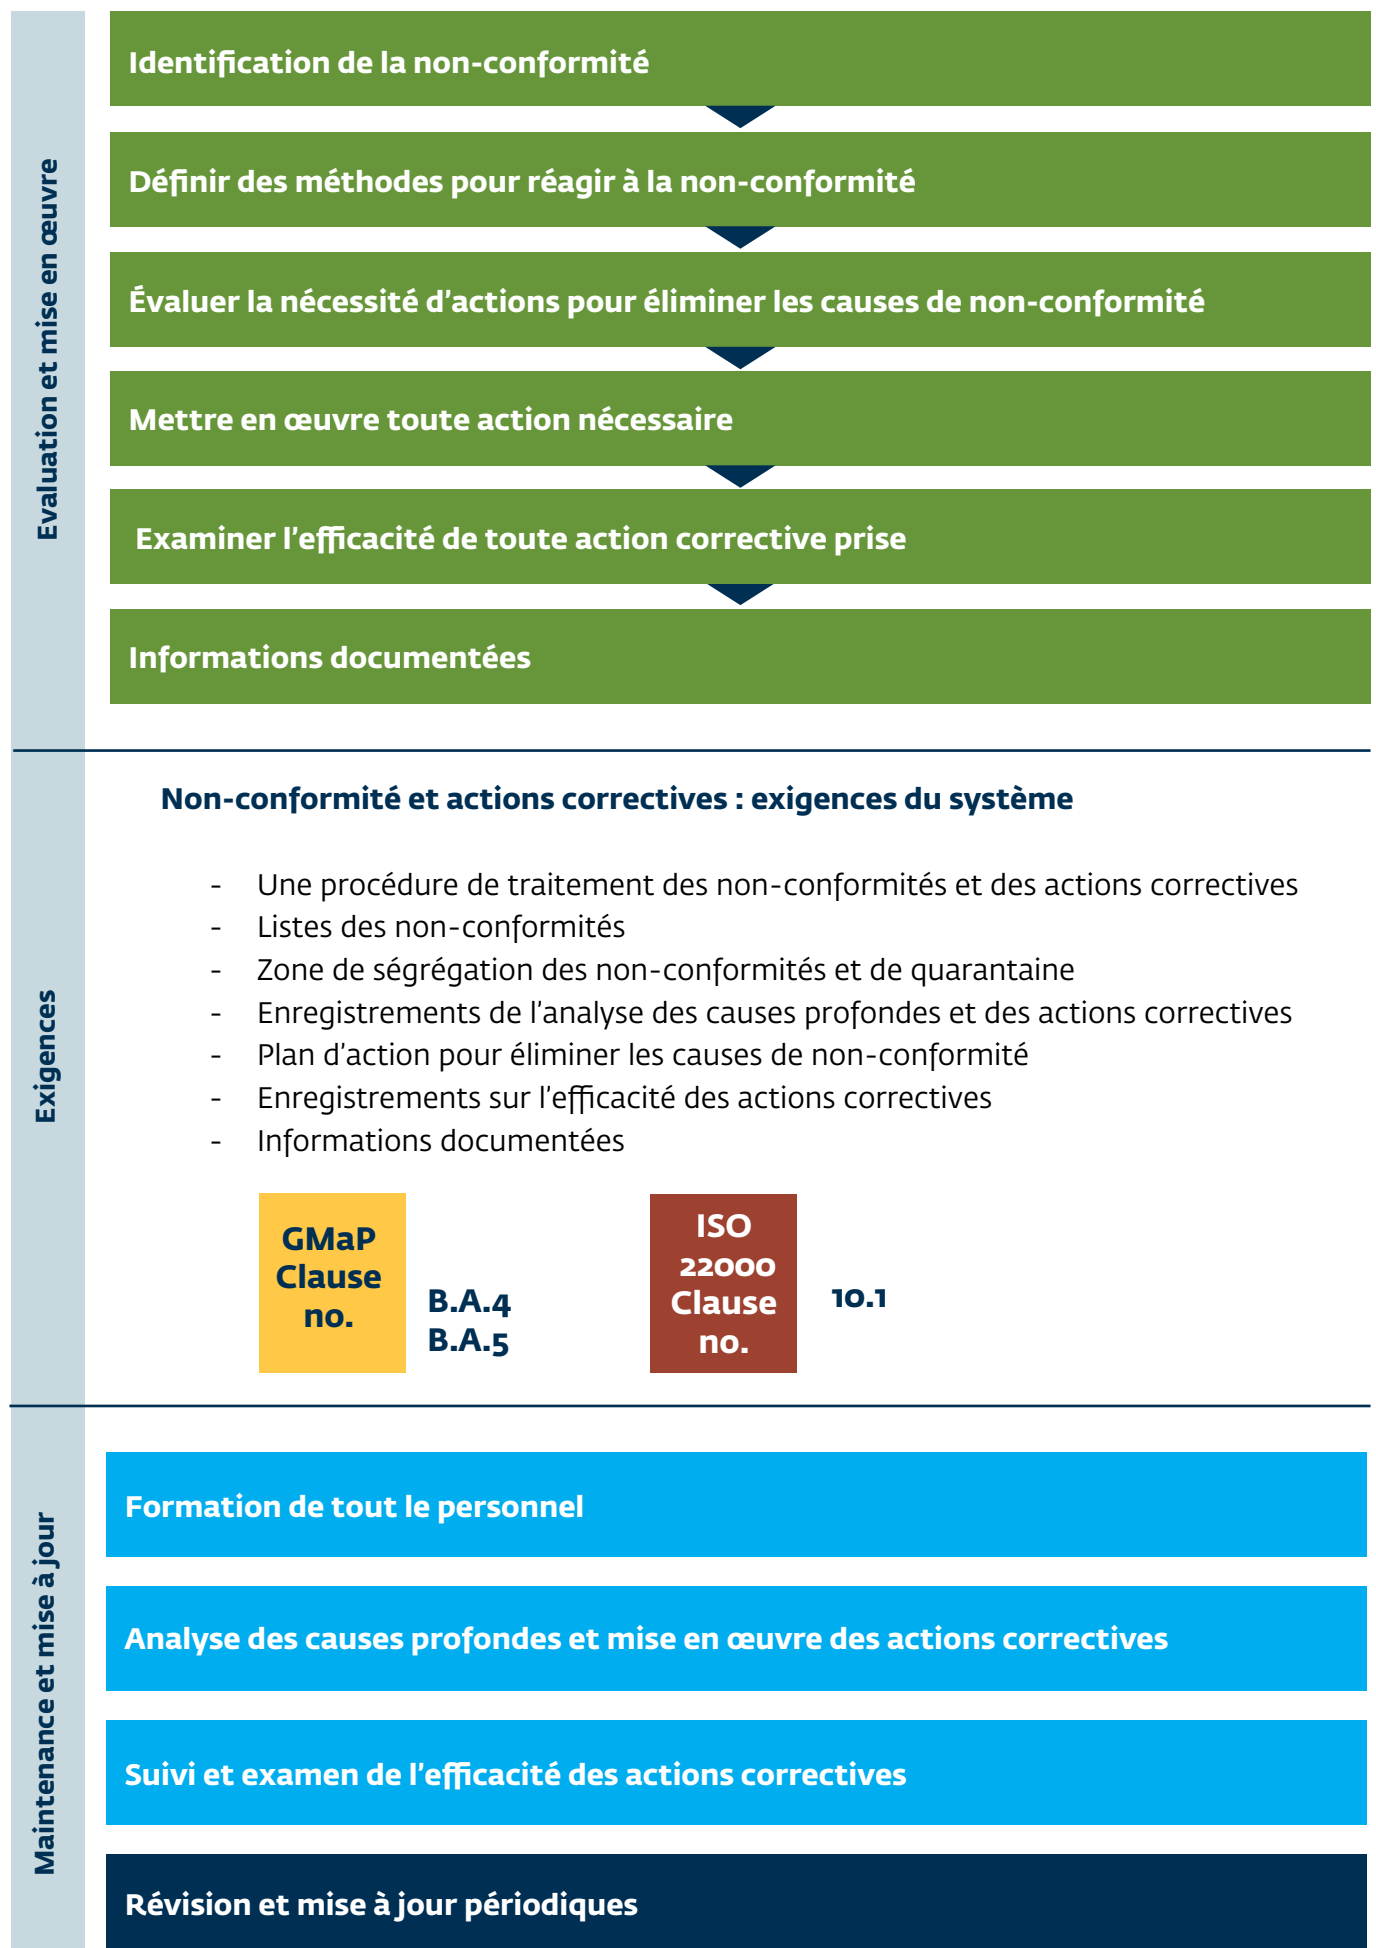 Evaluation et mise en œuvre
Identification de la non-conformité
Définir des méthodes pour réagir à la non-conformité
Évaluer la nécessité d’actions pour éliminer les causes de non-conformité
Mettre en œuvre toute action nécessaire
Examiner l’efficacité de toute action corrective prise
Informations documentées
Exigences
Non-conformité et actions correctives : exigences du système
- Une procédure de traitement des non-conformités et des actions correctives
- Listes des non-conformités
- Zone de ségrégation des non-conformités et de quarantaine
- Enregistrements de l’analyse des causes profondes et des actions correctives
- Plan d’action pour éliminer les causes de non-conformité
- Enregistrements sur l’efficacité des actions correctives
- Informations documentées
GMaP
Clause
no.
B.A.4
B.A.5
ISO
22000
Clause
no.
10.1
Maintenance et mise à jour
Formation de tout le personnel
Analyse des causes profondes et mise en œuvre des actions correctives
Suivi et examen de l’efficacité des actions correctives
Révision et mise à jour périodiques